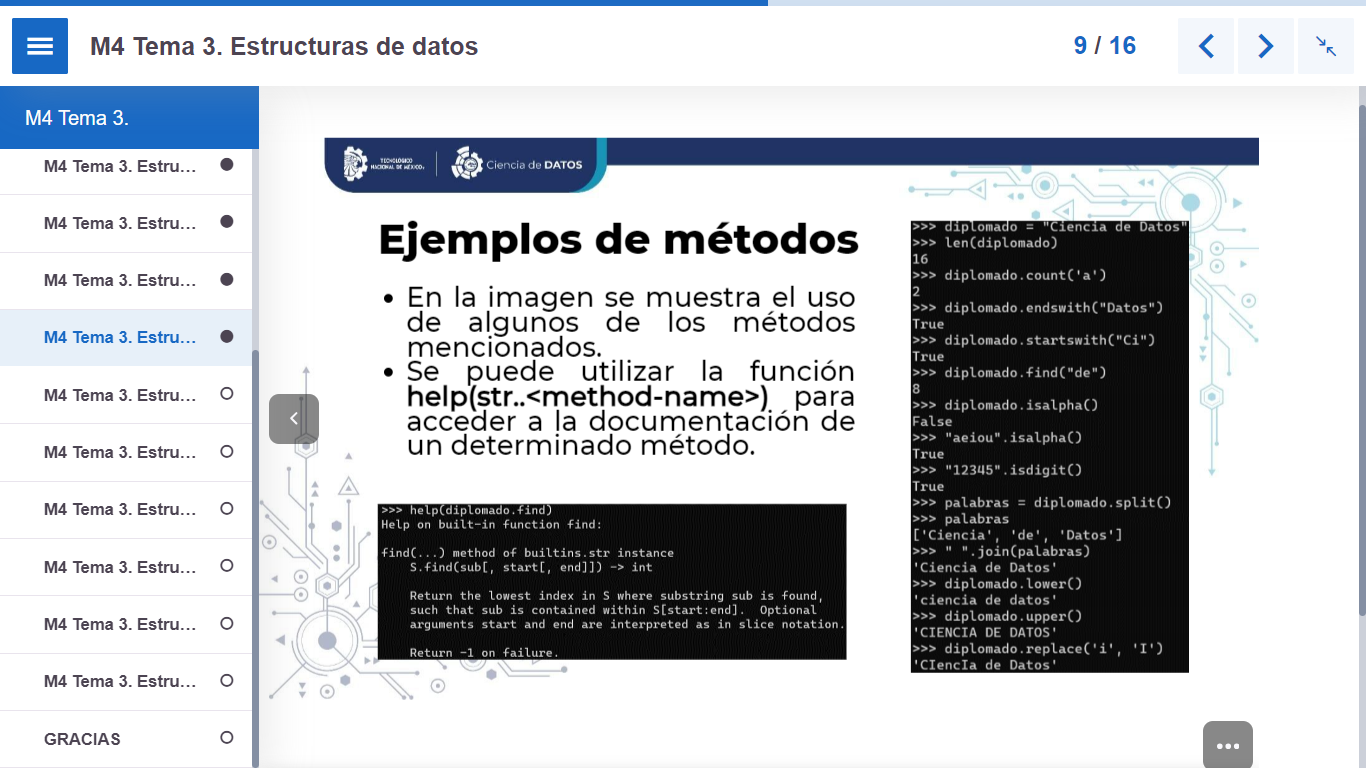 M4 Tema 3. Estructuras de datos
9 / 16
M4 Tema 3.
M4 Tema 3. Estru...
M4 Tema 3. Estru...
M4 Tema 3. Estru...
M4 Tema 3. Estru...
M4 Tema 3. Estru...
M4 Tema 3. Estru...
M4 Tema 3. Estru...
M4 Tema 3. Estru...
M4 Tema 3. Estru...
M4 Tema 3. Estru...
GRACIAS
TECNOLÓGICO
NACIONAL DE MÉXICO
Ciencia de DATOS
Ejemplos de métodos
• En la imagen se muestra el uso
de algunos de los métodos
mencionados.
• Se puede utilizar la función
help(str..<method-name>) para
acceder a la documentación de
un determinado método.
>>> help(diplomado.find)
Help on built-in function find:
find(...) method of builtins.str instance
S.find(sub[, start[, end]]) -> int
Return the lowest index in S where substring sub is found,
such that sub is contained within S[start:end].  Optional
arguments start and end are interpreted as in slice notation.
Return -1 on failure.
>>> diplomado = "Ciencia de Datos"
>>> len(diplomado)
16
>>> diplomado.count('a')
2
>>> diplomado.endswith("Datos")
True
>>> diplomado.startswith("Ci")
True
>>> diplomado.find("de")
8
>>> diplomado.isalpha()
False
>>> "aeiou".isalpha()
True
>>> "12345".isdigit()
True
>>> palabras = diplomado.split()
>>> palabras
['Ciencia', 'de', 'Datos']
>>> " ".join(palabras)
'Ciencia de Datos'
>>> diplomado.lower()
'ciencia de datos'
>>> diplomado.upper()
'CIENCIA DE DATOS'
>>> diplomado.replace('i', 'I')
'CIencIa de Datos'